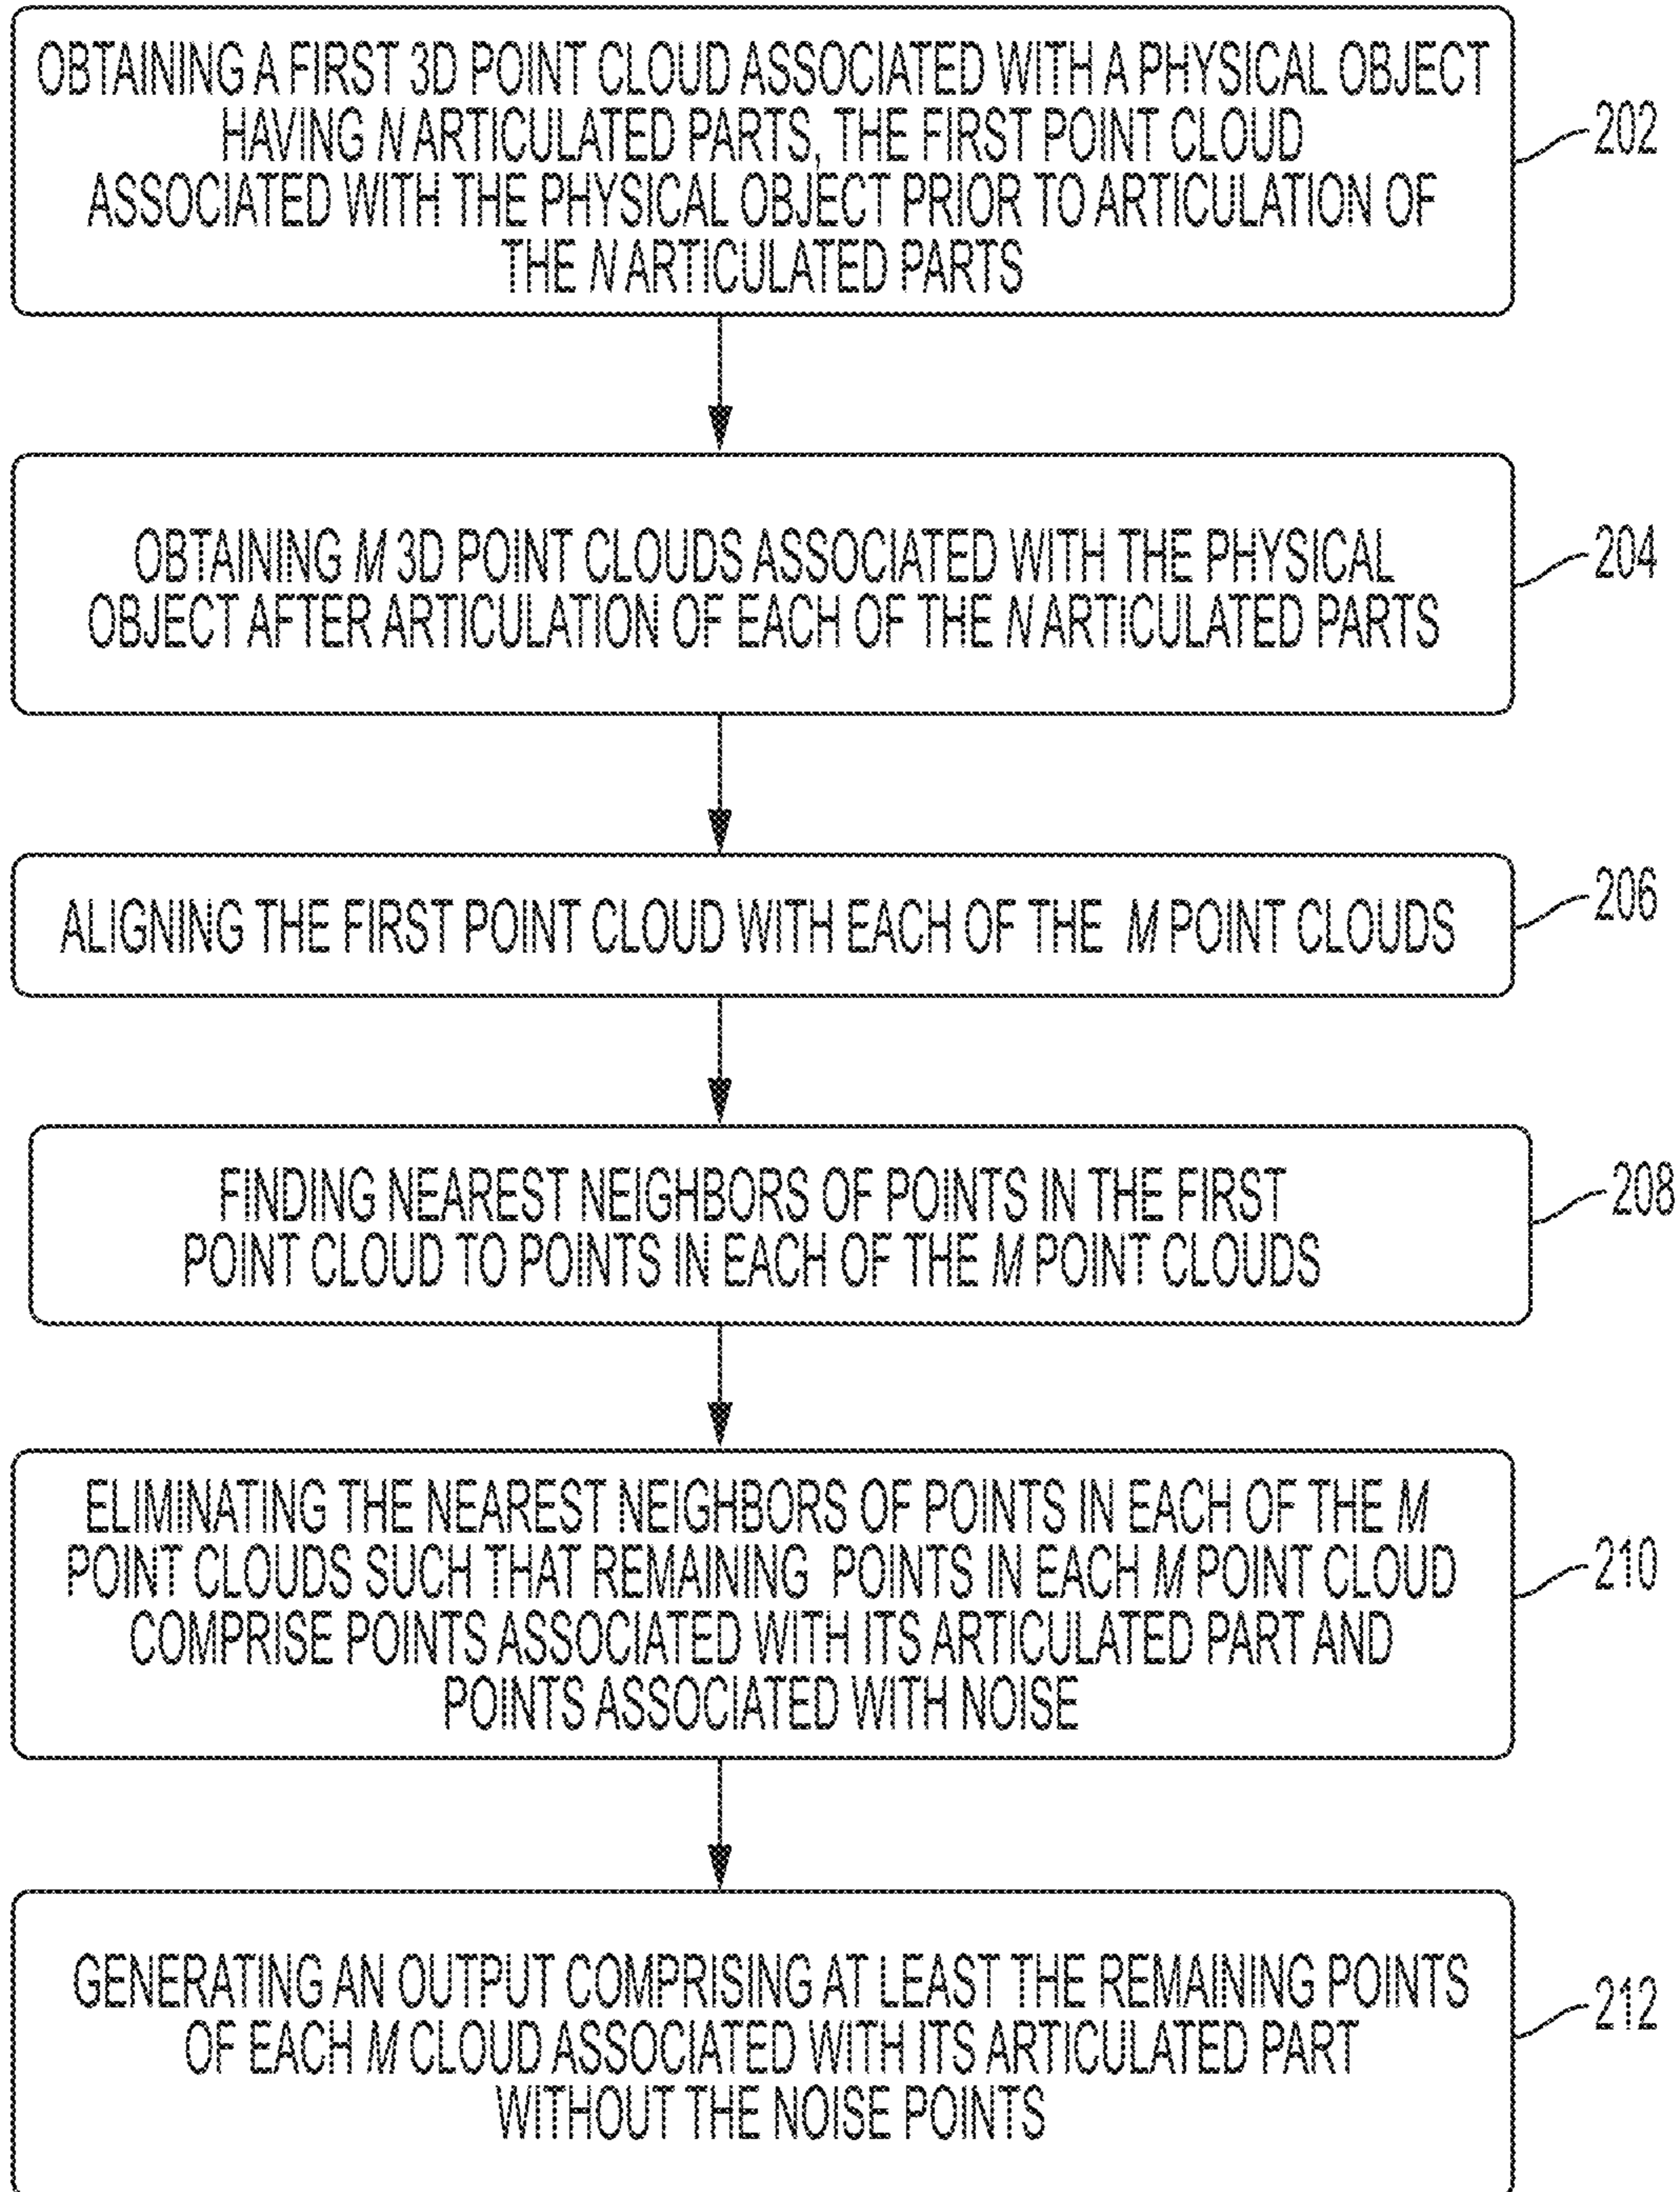 OBTAINING A FIRST 3D POINT CLOUD ASSOCIATED WITH A PHYSICAL OBJECT
HAVING N ARTICULATED PARTS, THE FIRST POINT CLOUD
ASSOCIATED WITH THE PHYSICAL OBJECT PRIOR TO ARTICULATION OF
THE N ARTICULATED PARTS
202
OBTAINING M 3D POINT CLOUDS ASSOCIATED WITH THE PHYSICAL
OBJECT AFTER ARTICULATION OF EACH OF THE N ARTICULATED PARTS
204
ALIGNING THE FIRST POINT CLOUD WITH EACH OF THE M POINT CLOUDS
206
FINDING NEAREST NEIGHBORS OF POINTS IN THE FIRST
POINT CLOUD TO POINTS IN EACH OF THE M POINT CLOUDS
208
ELIMINATING THE NEAREST NEIGHBORS OF POINTS IN EACH OF THE M
POINT CLOUDS SUCH THAT REMAINING POINTS IN EACH M POINT CLOUD
COMPRISE POINTS ASSOCIATED WITH ITS ARTICULATED PART AND
POINTS ASSOCIATED WITH NOISE
210
GENERATING AN OUTPUT COMPRISING AT LEAST THE REMAINING POINTS
OF EACH M CLOUD ASSOCIATED WITH ITS ARTICULATED PART
WITHOUT THE NOISE POINTS
212